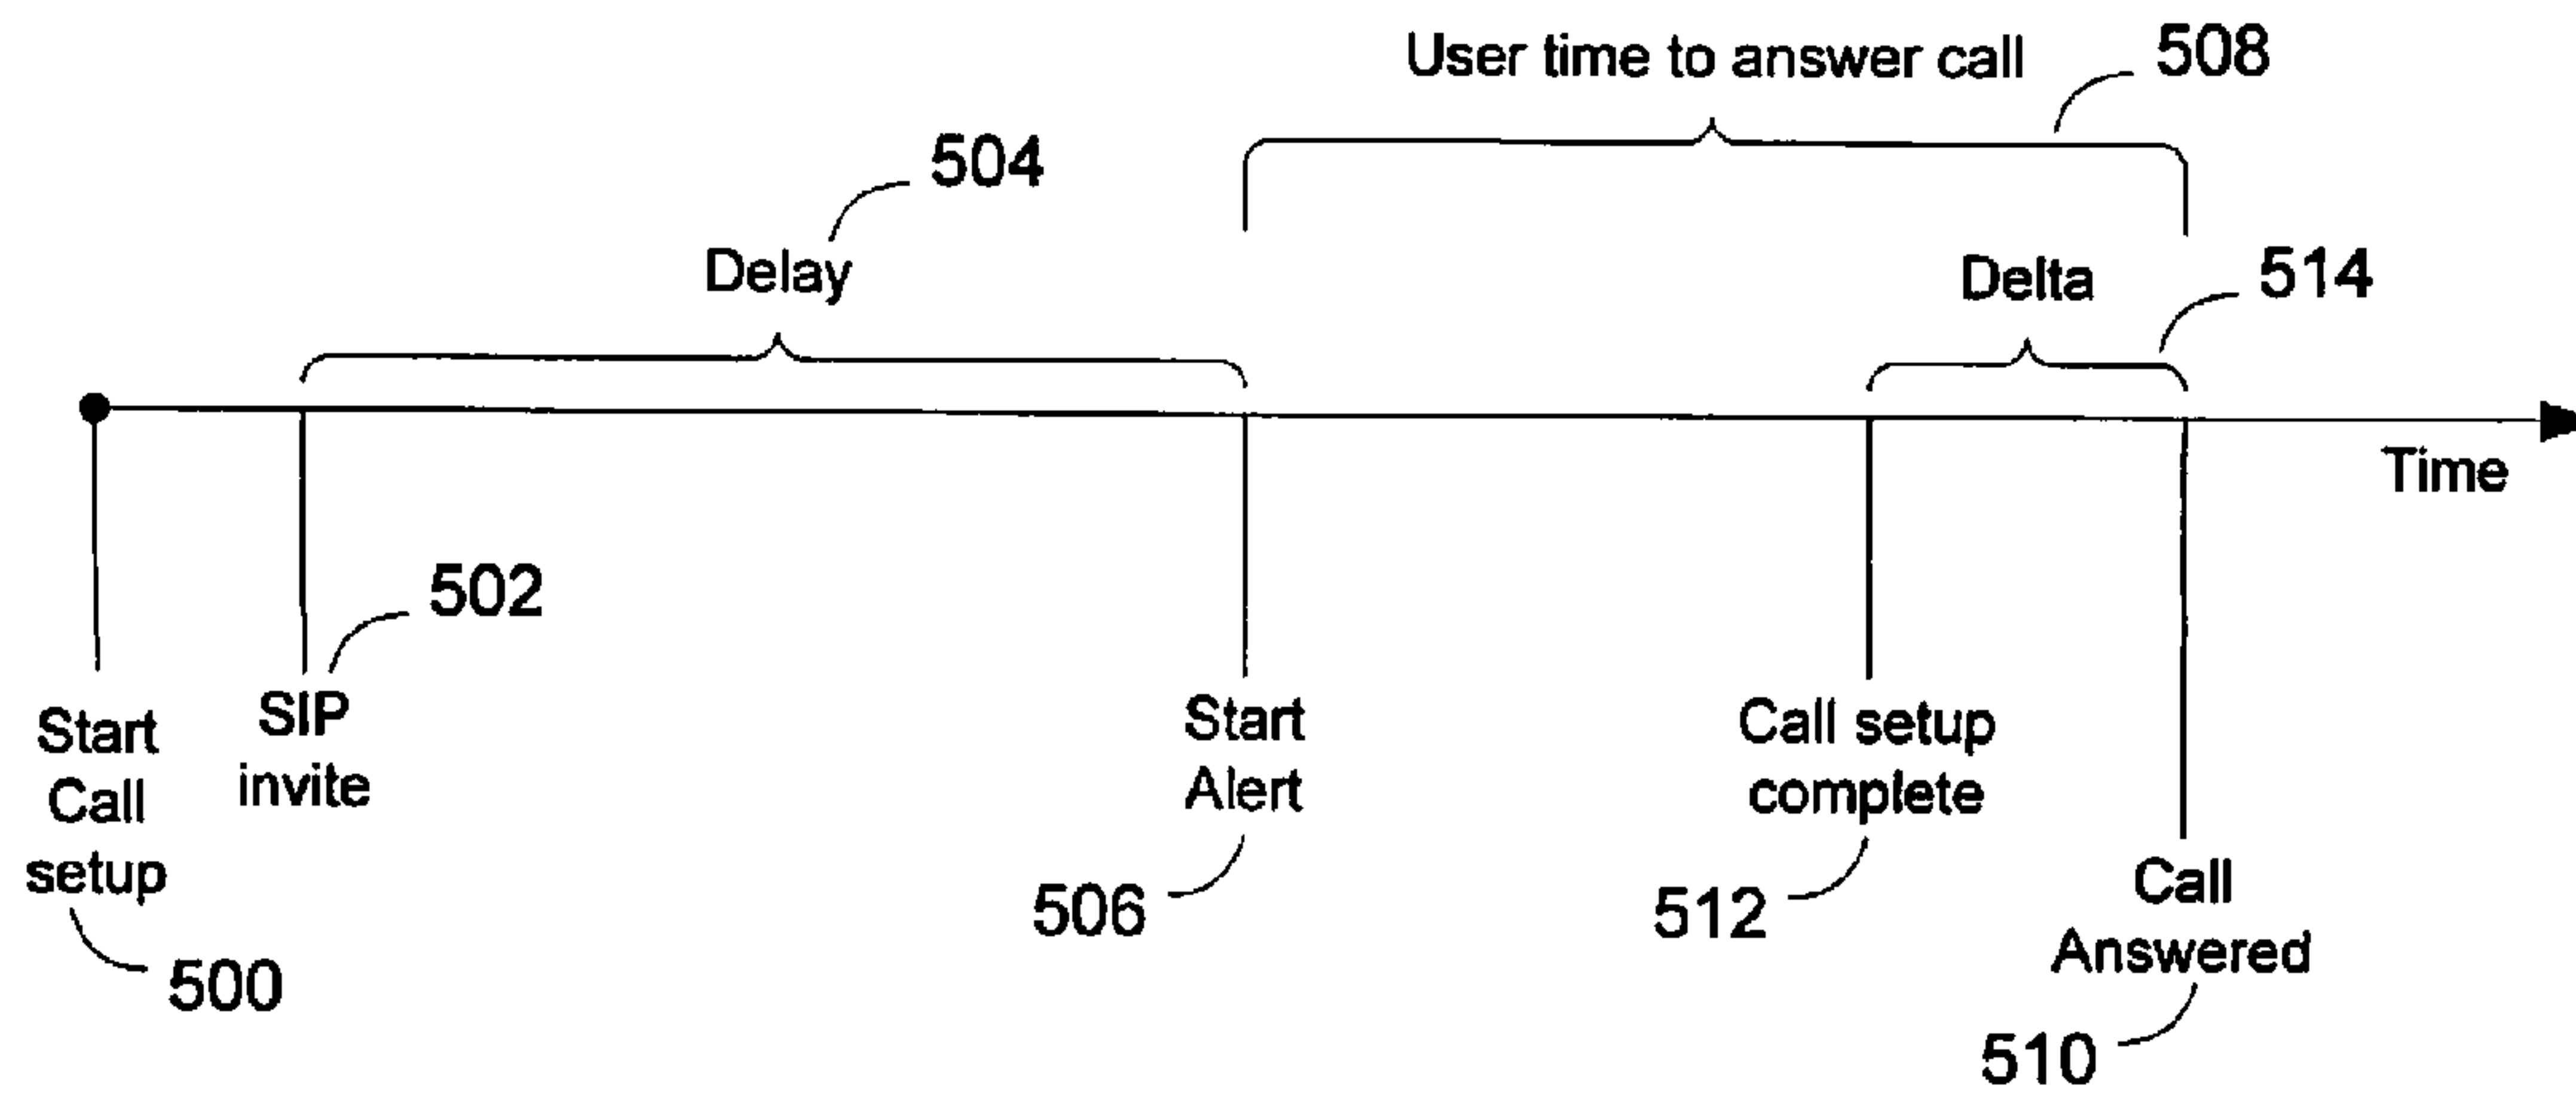 User time to answer call
508
504
Delay
Delta
514
Time
502
SIP
invite
Start
Call
setup
500
Start
Alert
506
Call setup
complete
512
Call
Answered
510